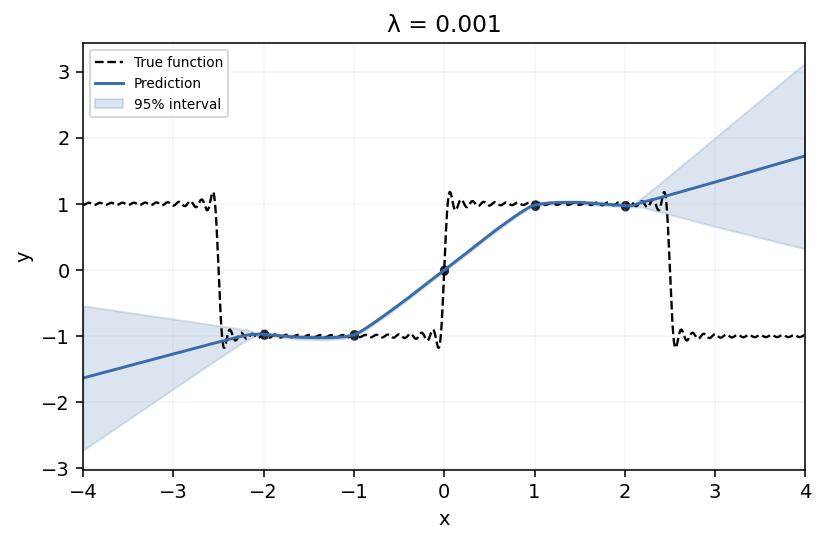 λ = 0.001
True function
Prediction
95% interval
3
2
1
0
−1
−2
−3
y
−4 −3 −2 −1 0 1 2 3 4
x